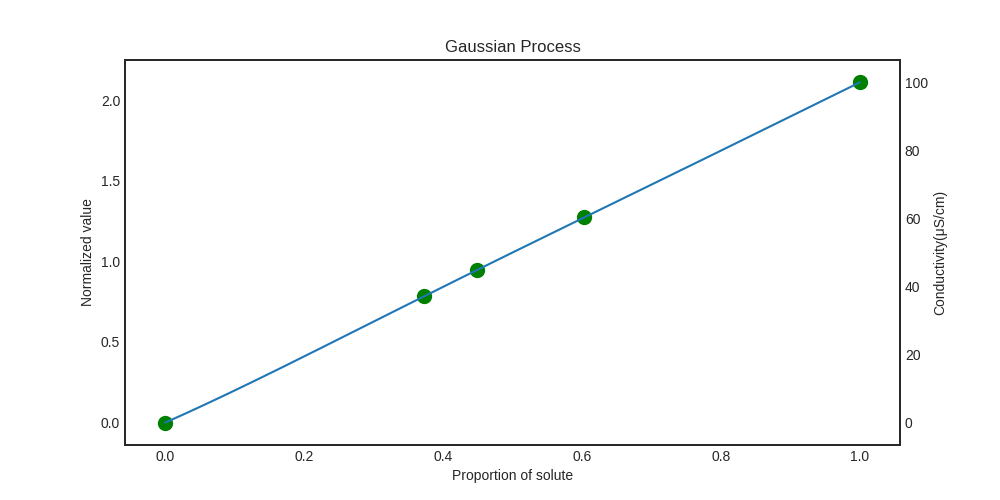 Gaussian Process
Normalized value
2.0
1.5
1.0
0.5
0.0
100
80
60
40
20
0
Conductivity(μS/cm)
0.0 0.2 0.4 0.6 0.8 1.0
Proportion of solute